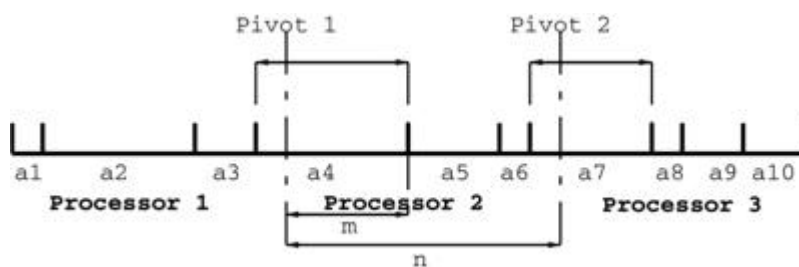 Pivot 1 Pivot 2
a1 a2 a3 a4 a5 a6 a7 a8 a9 a10
Processor 1 Processor 2 Processor 3
m
n